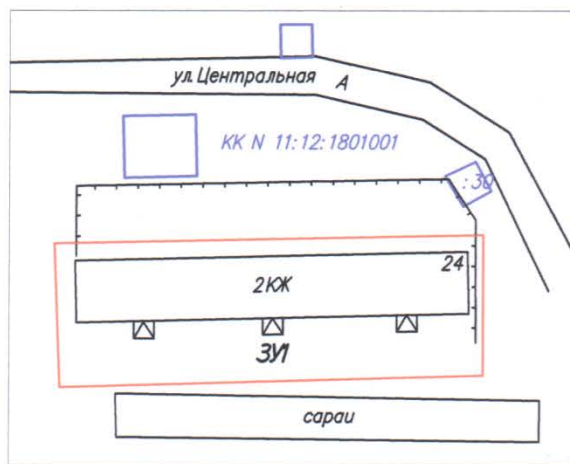 ул. Центральная А
КК N 11:12:1801001
:30
24
2КЖ
ЗУ1
сараи